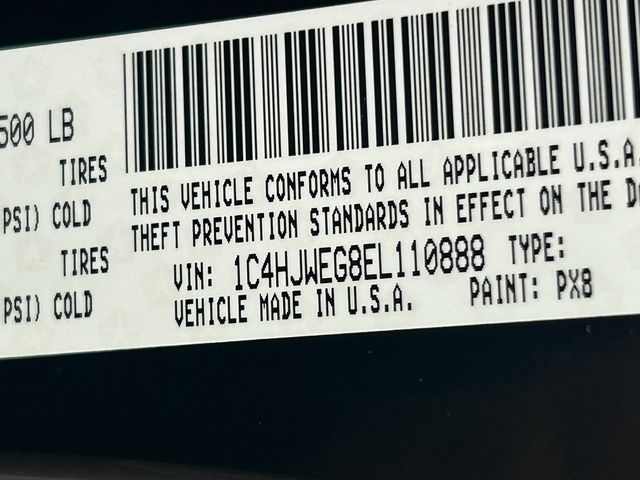 500 LB
TIRES
PSI) COLD
TIRES
PSI) COLD
THIS VEHICLE CONFORMS TO ALL APPLICABLE U.S.A.
THEFT PREVENTION STANDARDS IN EFFECT ON THE
VIN: 1C4HJWEG8EL110888 TYPE:
VEHICLE MADE IN U.S.A. PAINT: PX8